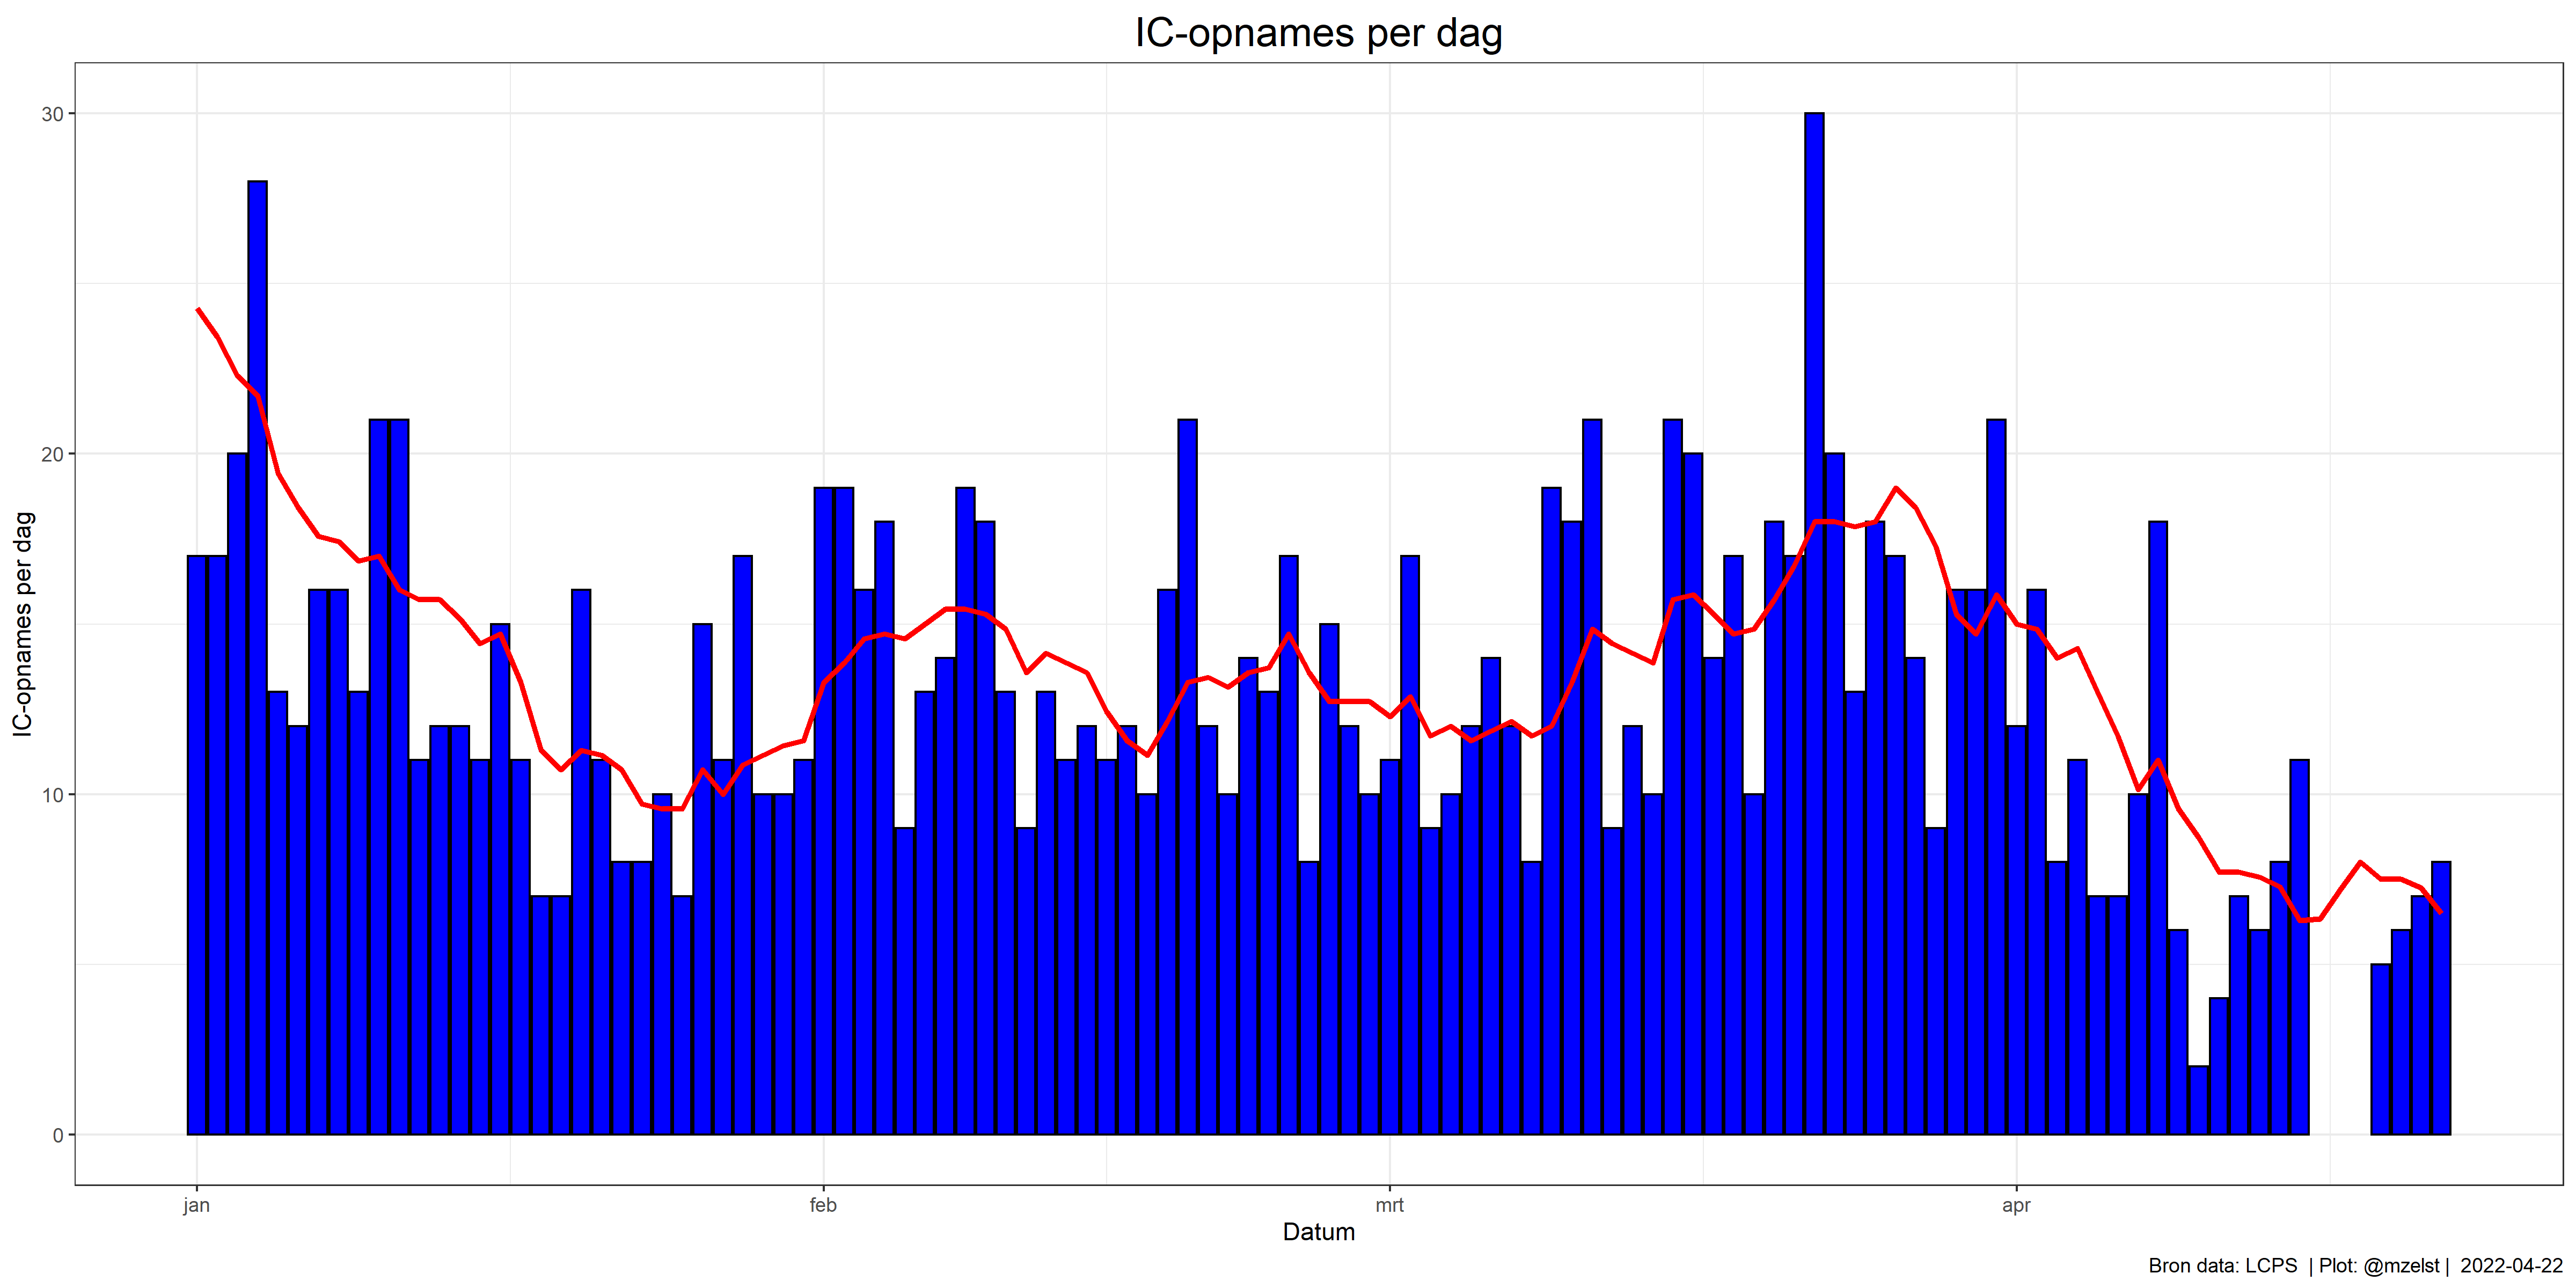 IC-opnames per dag
IC-opnames per dag
30
20
10
0
jan feb mrt apr
Datum
Bron data: LCPS | Plot: @mzelst | 2022-04-22